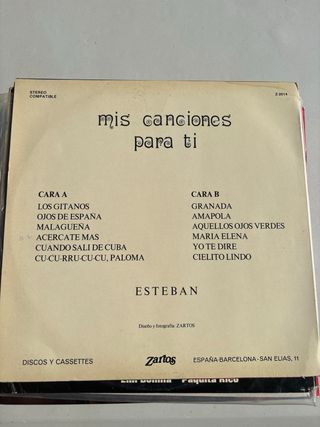 STEREO
COMPATIBLE
Z-2014
mis canciones
para ti
CARA A
LOS GITANOS
OJOS DE ESPAÑA
MALAGUEÑA
ACERCATE MAS
CUANDO SALI DE CUBA
CU-CU-RRU-CU-CU, PALOMA
CARA B
GRANADA
AMAPOLA
AQUELLOS OJOS VERDES
MARIA ELENA
YO TE DIRE
CIELITO LINDO
ESTEBAN
Diseño y fotografia: ZARTOS
DISCOS Y CASSETTES
Zartos
ESPAÑA-BARCELONA-SAN ELIAS, 11
Paquita Rico